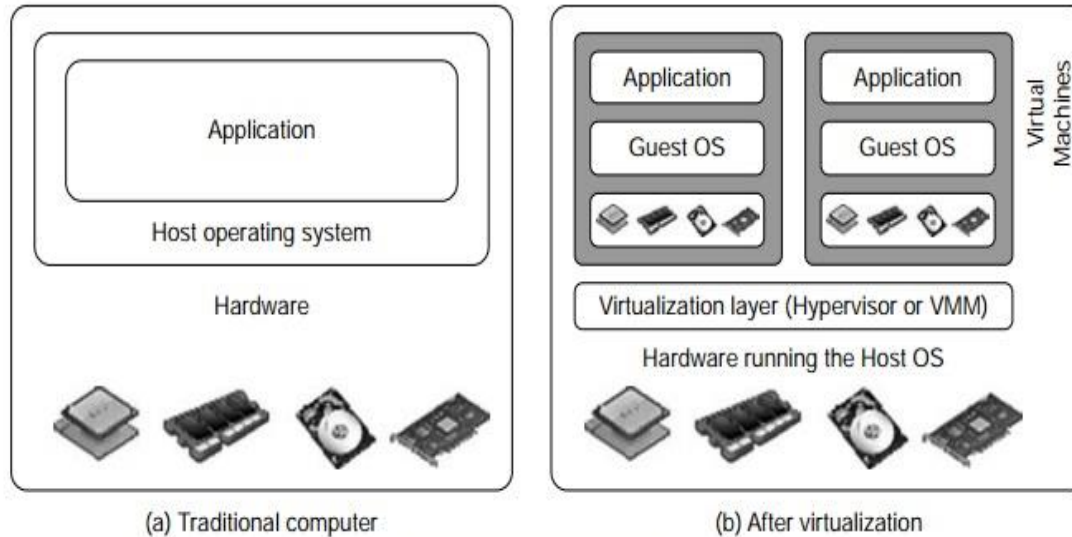 Application
Host operating system
Hardware
(a) Traditional computer
Application
Guest OS
Application
Guest OS
Virtual
Machines
Virtualization layer (Hypervisor or VMM)
Hardware running the Host OS
(b) After virtualization